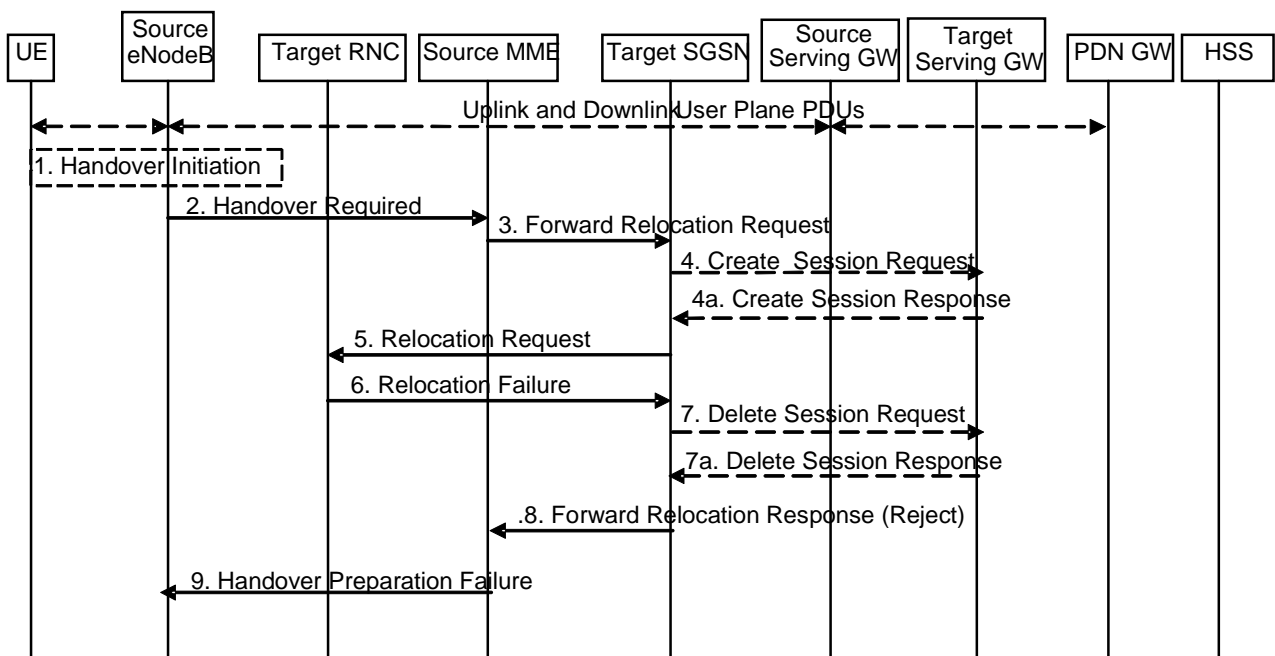 UE
Source
eNodeB
Target RNC
Source MME
Target SGSN
Source
Serving GW
Target
Serving GW
PDN GW
HSS
Uplink and Downlink User Plane PDUs
1. Handover Initiation
2. Handover Required
3. Forward Relocation Request
4. Create Session Request
4a. Create Session Response
5. Relocation Request
6. Relocation Failure
7. Delete Session Request
7a. Delete Session Response
.8. Forward Relocation Response (Reject)
9. Handover Preparation Failure